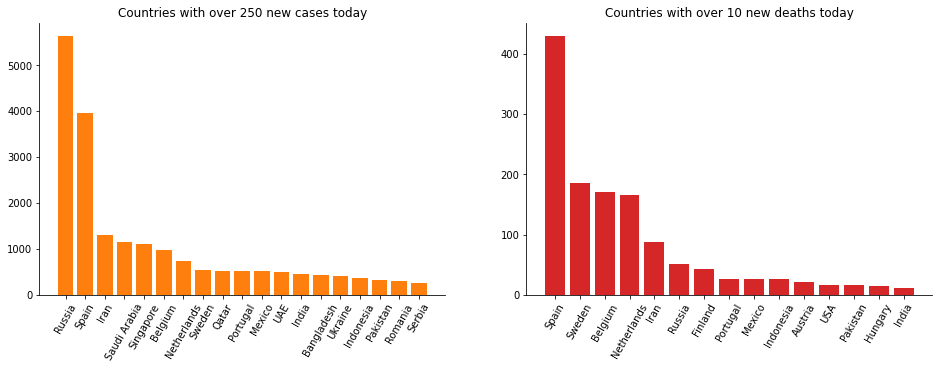 Countries with over 250 new cases today
5000
4000
3000
2000
1000
0
Russia
Spain
Iran
Saudi Arabia
Singapore
Belgium
Netherlands
Sweden
Qatar
Portugal
Mexico
UAE
India
Bangladesh
Ukraine
Indonesia
Pakistan
Romania
Serbia
Countries with over 10 new deaths today
400
300
200
100
0
Spain
Sweden
Belgium
Netherlands
Iran
Russia
Finland
Portugal
Mexico
Indonesia
Austria
USA
Pakistan
Hungary
India